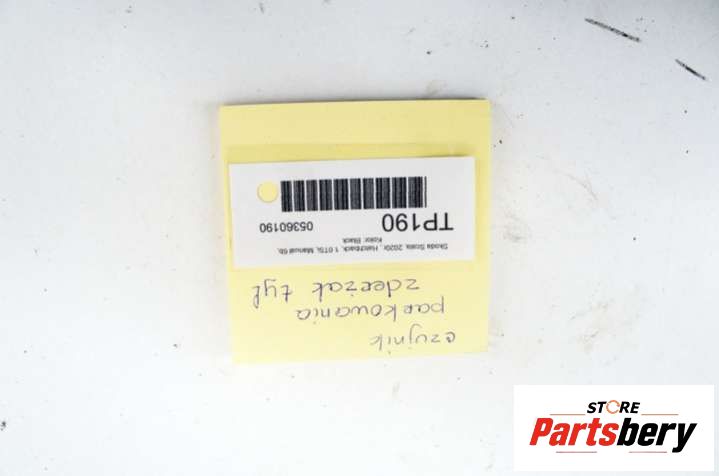 czujnik
parkowania
zderzak tył
Skoda Scala, 2020r., Hatchback, 1.0TSi, Manual 6b,
Kolor: Black
TP190
05360190
STORE
Partsbery